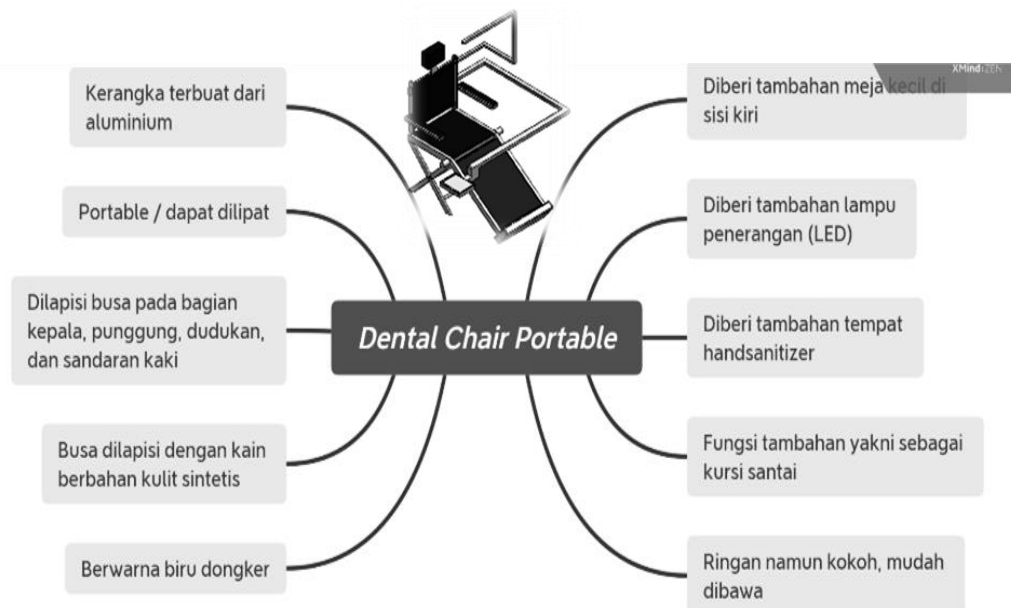 XMind:ZEN
Kerangka terbuat dari
aluminium
Portable / dapat dilipat
Dilapisi busa pada bagian
kepala, punggung, dudukan,
dan sandaran kaki
Busa dilapisi dengan kain
berbahan kulit sintetis
Berwarna biru dongker
Dental Chair Portable
Diberi tambahan meja kecil di
sisi kiri
Diberi tambahan lampu
penerangan (LED)
Diberi tambahan tempat
handsanitizer
Fungsi tambahan yakni sebagai
kursi santai
Ringan namun kokoh, mudah
dibawa